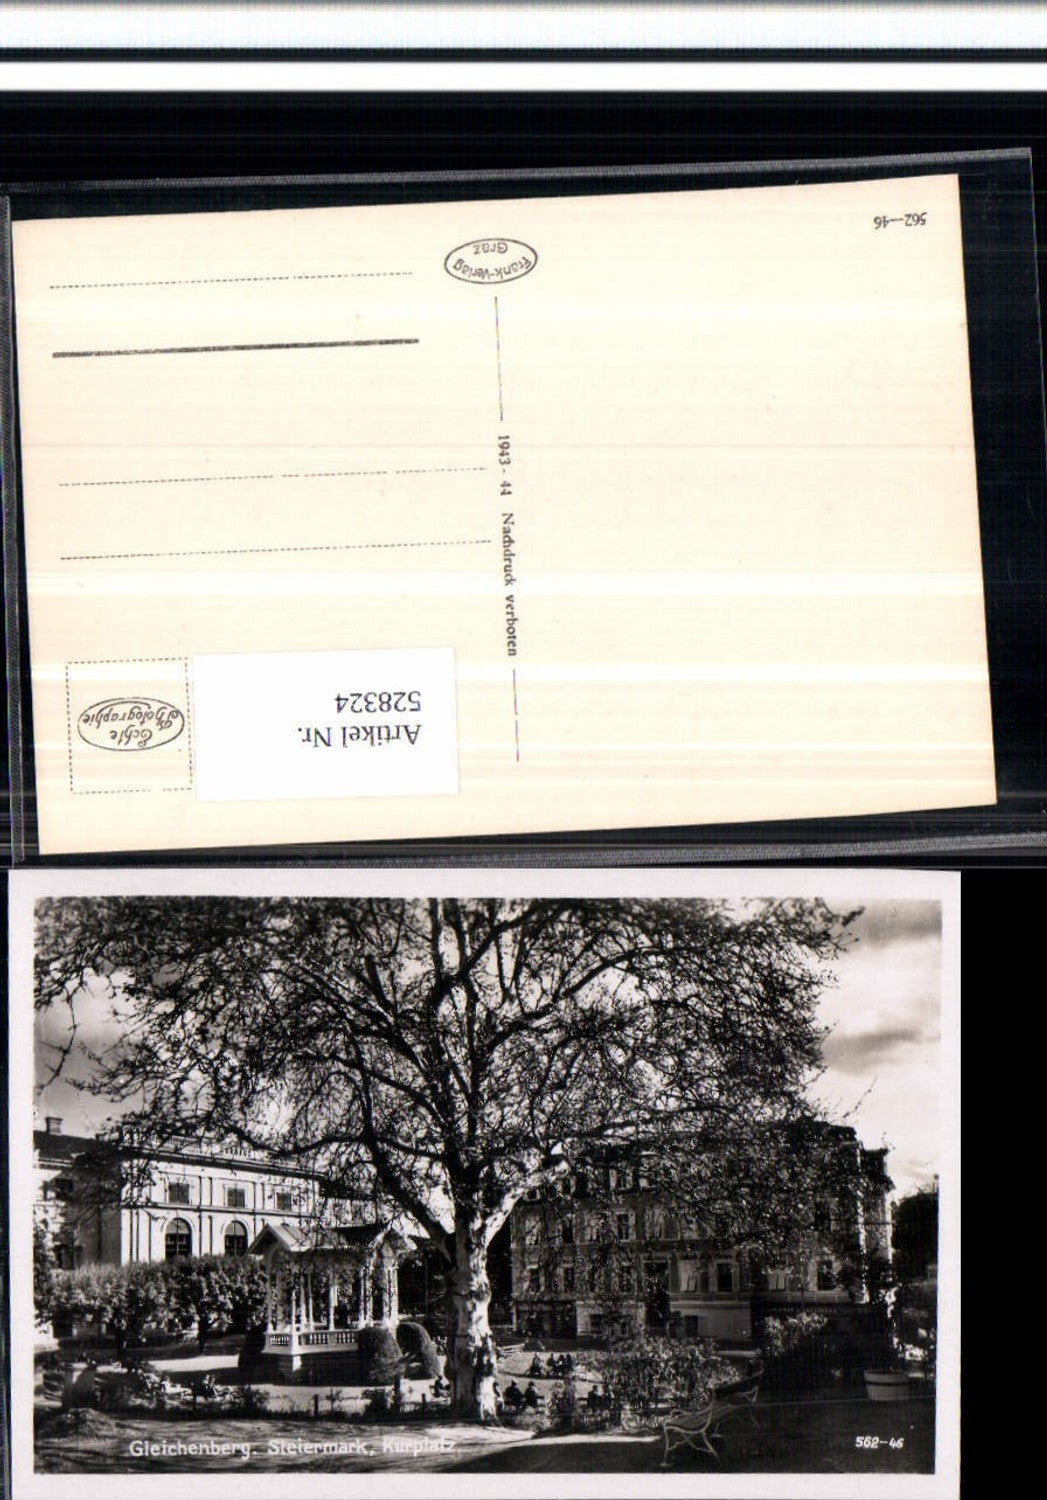 562—46
Frank-Verlag
Graz
1943 - 44 Nachdruck verboten
Artikel Nr.
528324
Echte
Photographie
Gleichenberg. Steiermark, Kurplatz.
562-46